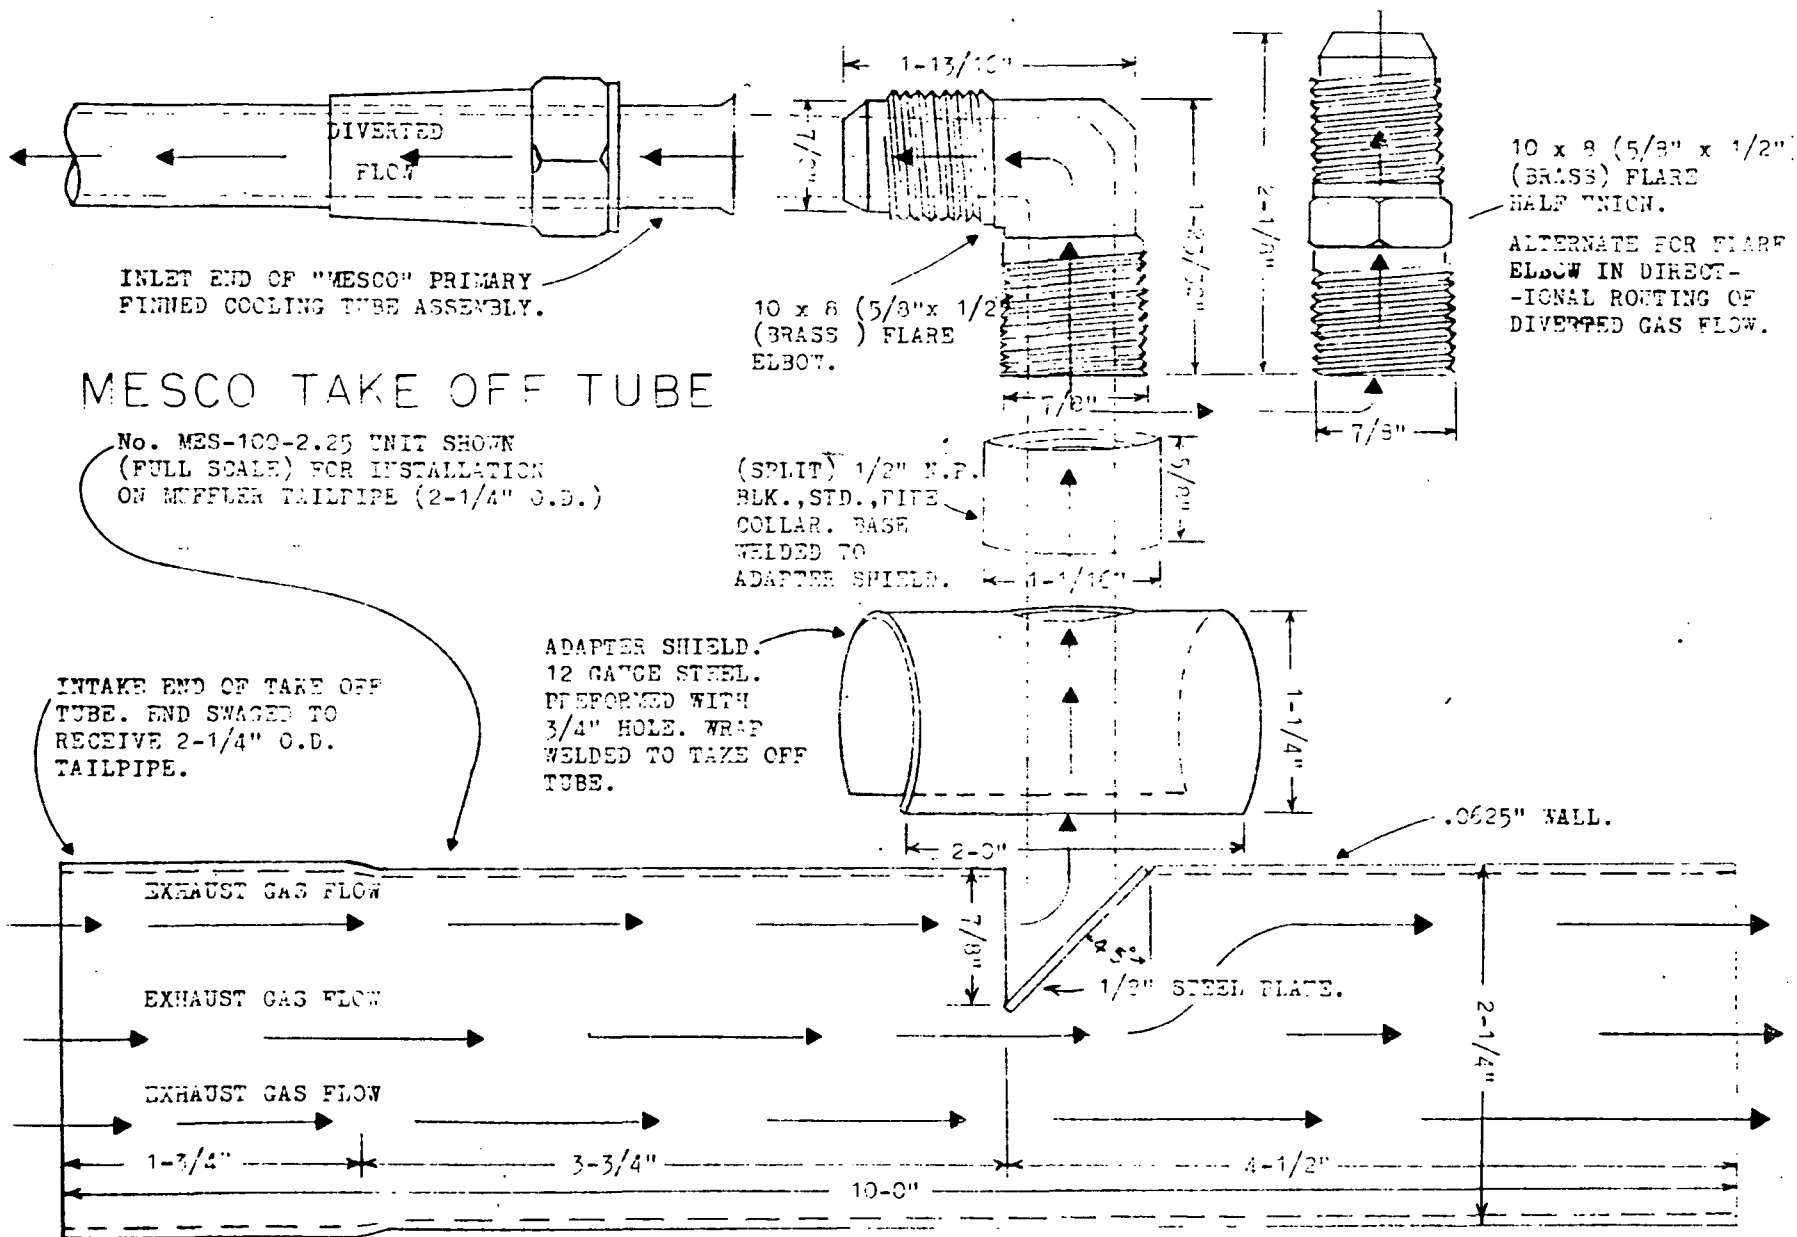 1-13/16"
DIVERTED
FLOW
7/8"
2-1/8"
10 x 8 (5/8" x 1/2")
(BRASS) FLARE
HALF UNION.
ALTERNATE FOR FLARE
ELBOW IN DIRECT-
-IONAL ROUTING OF
DIVERTED GAS FLOW.
INLET END OF "MESCO" PRIMARY
FINNED COOLING TUBE ASSEMBLY.
10 x 8 (5/8"x 1/2"
(BRASS ) FLARE
ELBOW.
7/8"
7/8"
MESCO TAKE OFF TUBE
No. MES-100-2.25 UNIT SHOWN
(FULL SCALE) FOR INSTALLATION
ON MUFFLER TAILPIPE (2-1/4" O.D.)
(SPLIT) 1/2" N.P.
BLK.,STD.,PIPE
COLLAR. BASE
WELDED TO
ADAPTER SHIELD.
5/8"
1-1/16"
ADAPTER SHIELD.
12 GAUGE STEEL.
PREFORMED WITH
3/4" HOLE. WRAP
WELDED TO TAKE OFF
TUBE.
1-1/4"
INTAKE END OF TAKE OFF
TUBE. END SWAGED TO
RECEIVE 2-1/4" O.D.
TAILPIPE.
.0625" WALL.
2-0"
EXHAUST GAS FLOW
7/8"
45°
1/8" STEEL PLATE.
EXHAUST GAS FLOW
2-1/4"
EXHAUST GAS FLOW
1-3/4"
3-3/4"
4-1/2"
10-0"